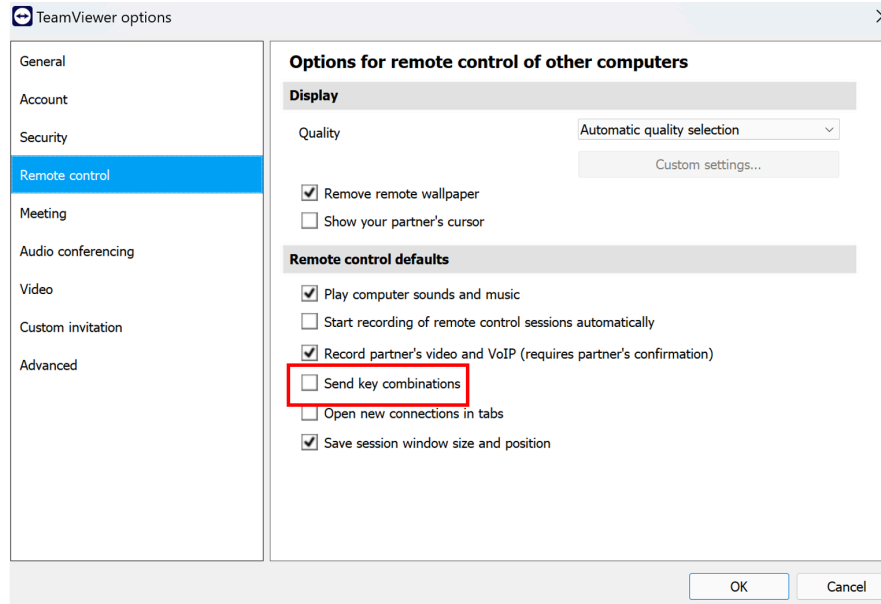 TeamViewer options
General
Account
Security
Remote control
Meeting
Audio conferencing
Video
Custom invitation
Advanced
Options for remote control of other computers
Display
Quality
Automatic quality selection
Custom settings...
Remove remote wallpaper
Show your partner's cursor
Remote control defaults
Play computer sounds and music
Start recording of remote control sessions automatically
Record partner's video and VoIP (requires partner's confirmation)
Send key combinations
Open new connections in tabs
Save session window size and position
OK
Cancel